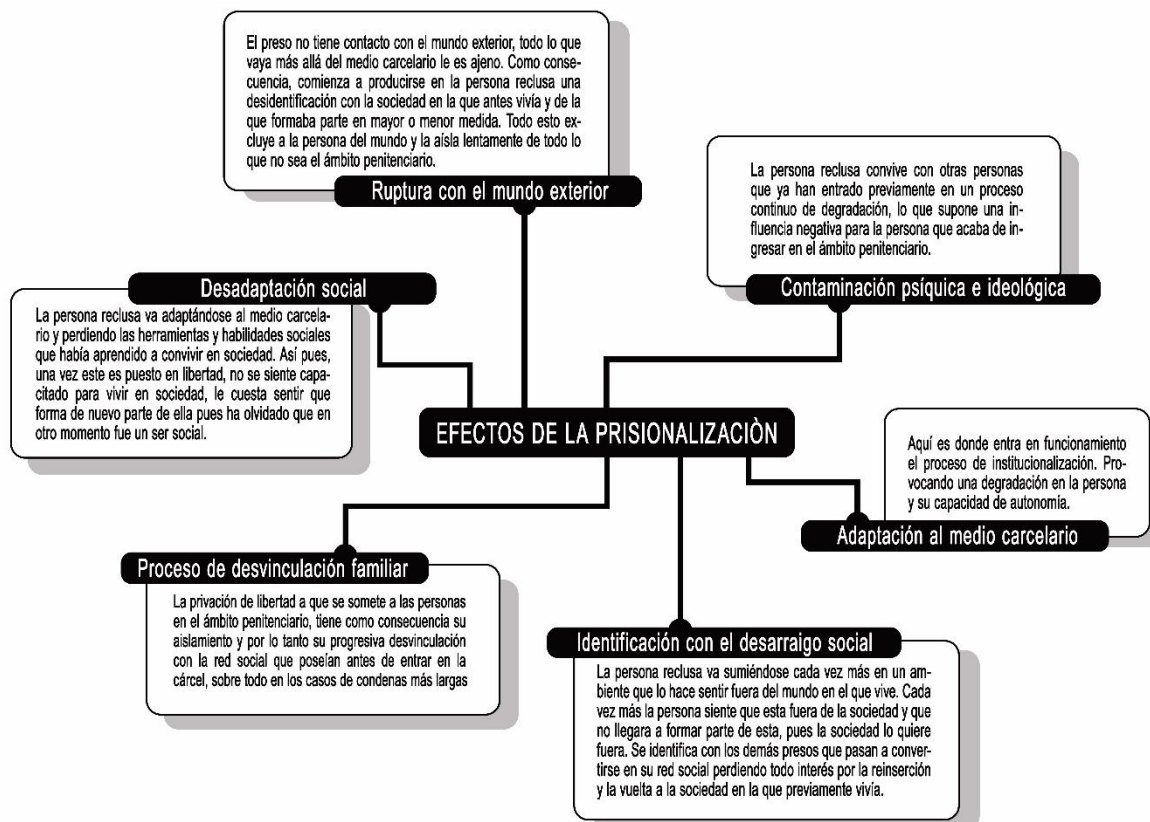 El preso no tiene contacto con el mundo exterior, todo lo que
vaya más allá del medio carcelario le es ajeno. Como conse-
cuencia, comienza a producirse en la persona reclusa una
desidentificación con la sociedad en la que antes vivía y de la
que formaba parte en mayor o menor medida. Todo esto ex-
cluye a la persona del mundo y la aísla lentamente de todo lo
que no sea el ámbito penitenciario.
Ruptura con el mundo exterior
La persona reclusa convive con otras personas
que ya han entrado previamente en un proceso
continuo de degradación, lo que supone una in-
fluencia negativa para la persona que acaba de in-
gresar en el ámbito penitenciario.
Contaminación psíquica e ideológica
Desadaptación social
La persona reclusa va adaptándose al medio carcela-
rio y perdiendo las herramientas y habilidades sociales
que había aprendido a convivir en sociedad. Así pues,
una vez este es puesto en libertad, no se siente capa-
citado para vivir en sociedad, le cuesta sentir que
forma de nuevo parte de ella pues ha olvidado que en
otro momento fue un ser social.
EFECTOS DE LA PRISIONALIZACIÒN
Aquí es donde entra en funcionamiento
el proceso de institucionalización. Pro-
vocando una degradación en la persona
y su capacidad de autonomía.
Adaptación al medio carcelario
Proceso de desvinculación familiar
La privación de libertad a que se somete a las personas
en el ámbito penitenciario, tiene como consecuencia su
aislamiento y por lo tanto su progresiva desvinculación
con la red social que poseían antes de entrar en la
cárcel, sobre todo en los casos de condenas más largas
Identificación con el desarraigo social
La persona reclusa va sumiéndose cada vez más en un am-
biente que lo hace sentir fuera del mundo en el que vive. Cada
vez más la persona siente que esta fuera de la sociedad y que
no llegara a formar parte de esta, pues la sociedad lo quiere
fuera. Se identifica con los demás presos que pasan a conver-
tirse en su red social perdiendo todo interés por la reinserción
y la vuelta a la sociedad en la que previamente vivía.